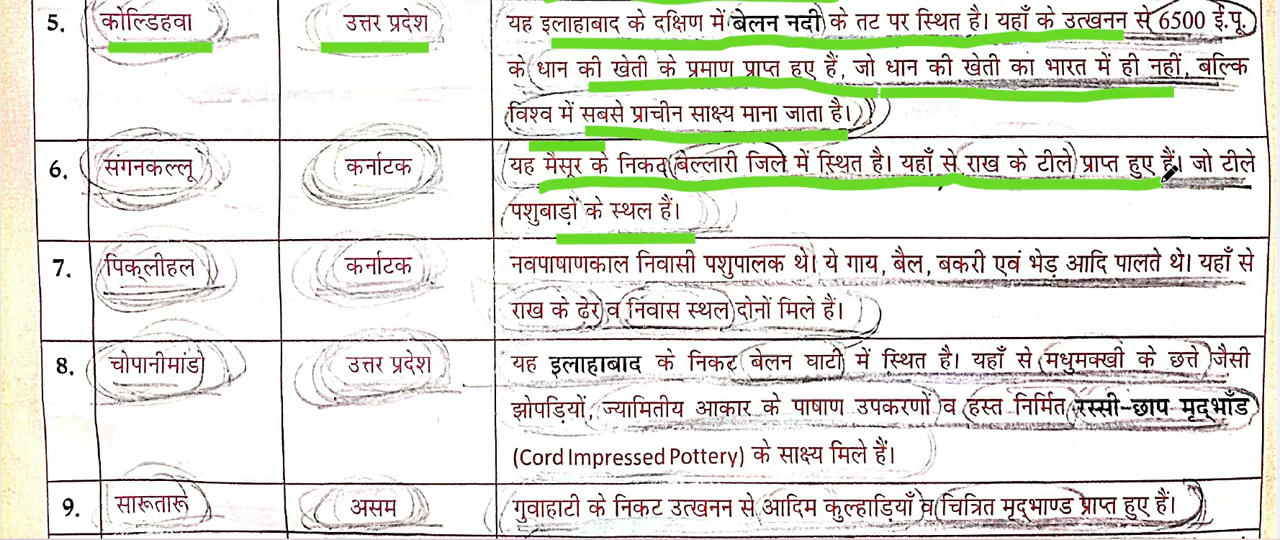 5. कोल्डिहवा उत्तर प्रदेश यह इलाहाबाद के दक्षिण में बेलन नदी के तट पर स्थित है। यहाँ के उत्खनन से 6500 ई.पू.
के धान की खेती के प्रमाण प्राप्त हुए हैं, जो धान की खेती का भारत में ही नहीं, बल्कि
विश्व में सबसे प्राचीन साक्ष्य माना जाता है।
6. संगनकल्लू कर्नाटक यह मैसूर के निकट बेल्लारी जिले में स्थित है। यहाँ से राख के टीले प्राप्त हुए हैं। जो टीले
पशुबाड़ों के स्थल हैं।
7. पिक्लीहल कर्नाटक नवपाषाणकाल निवासी पशुपालक थे। ये गाय, बैल, बकरी एवं भेड़ आदि पालते थे। यहाँ से
राख के ढेर व निवास स्थल दोनों मिले हैं।
8. चोपानीमांडो उत्तर प्रदेश यह इलाहाबाद के निकट बेलन घाटी में स्थित है। यहाँ से मधुमक्खी के छत्ते जैसी
झोपड़ियों, ज्यामितीय आकार के पाषाण उपकरणों व हस्त निर्मित रस्सी-छाप मृद्भाँड
(Cord Impressed Pottery) के साक्ष्य मिले हैं।
9. सारूतारू असम गुवाहाटी के निकट उत्खनन से आदिम कुल्हाड़ियाँ व चित्रित मृद्भाण्ड प्राप्त हुए हैं।